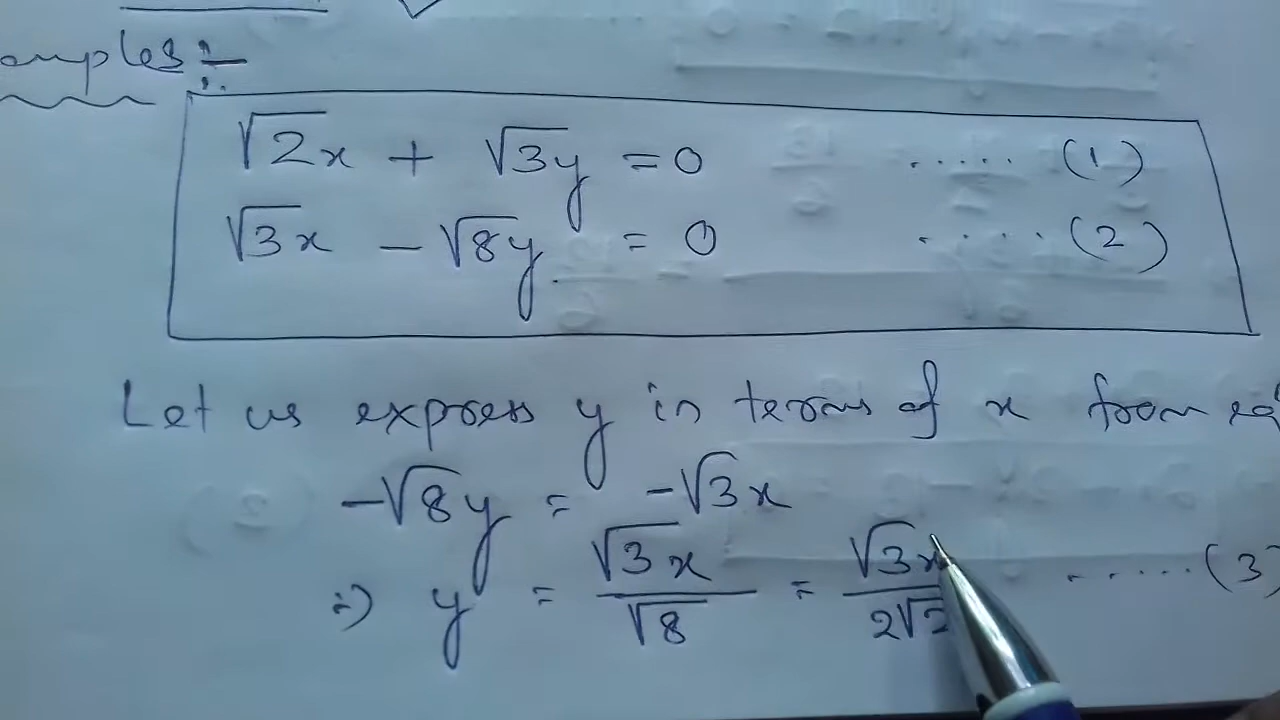 amples :-
√2x + √3y = 0 ..... (1)
√3x - √8y = 0 ..... (2)
Let us express y in terms of x from eq
-√8y = -√3x
⇒ y = √3x/√8 = √3x/2√2 ..... (3)